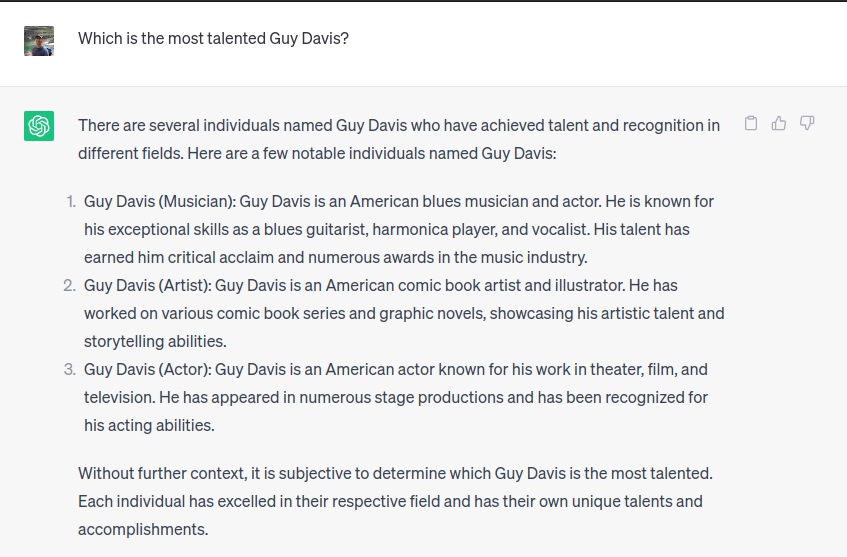 Which is the most talented Guy Davis?
There are several individuals named Guy Davis who have achieved talent and recognition in
different fields. Here are a few notable individuals named Guy Davis:
1. Guy Davis (Musician): Guy Davis is an American blues musician and actor. He is known for
his exceptional skills as a blues guitarist, harmonica player, and vocalist. His talent has
earned him critical acclaim and numerous awards in the music industry.
2. Guy Davis (Artist): Guy Davis is an American comic book artist and illustrator. He has
worked on various comic book series and graphic novels, showcasing his artistic talent and
storytelling abilities.
3. Guy Davis (Actor): Guy Davis is an American actor known for his work in theater, film, and
television. He has appeared in numerous stage productions and has been recognized for
his acting abilities.
Without further context, it is subjective to determine which Guy Davis is the most talented.
Each individual has excelled in their respective field and has their own unique talents and
accomplishments.